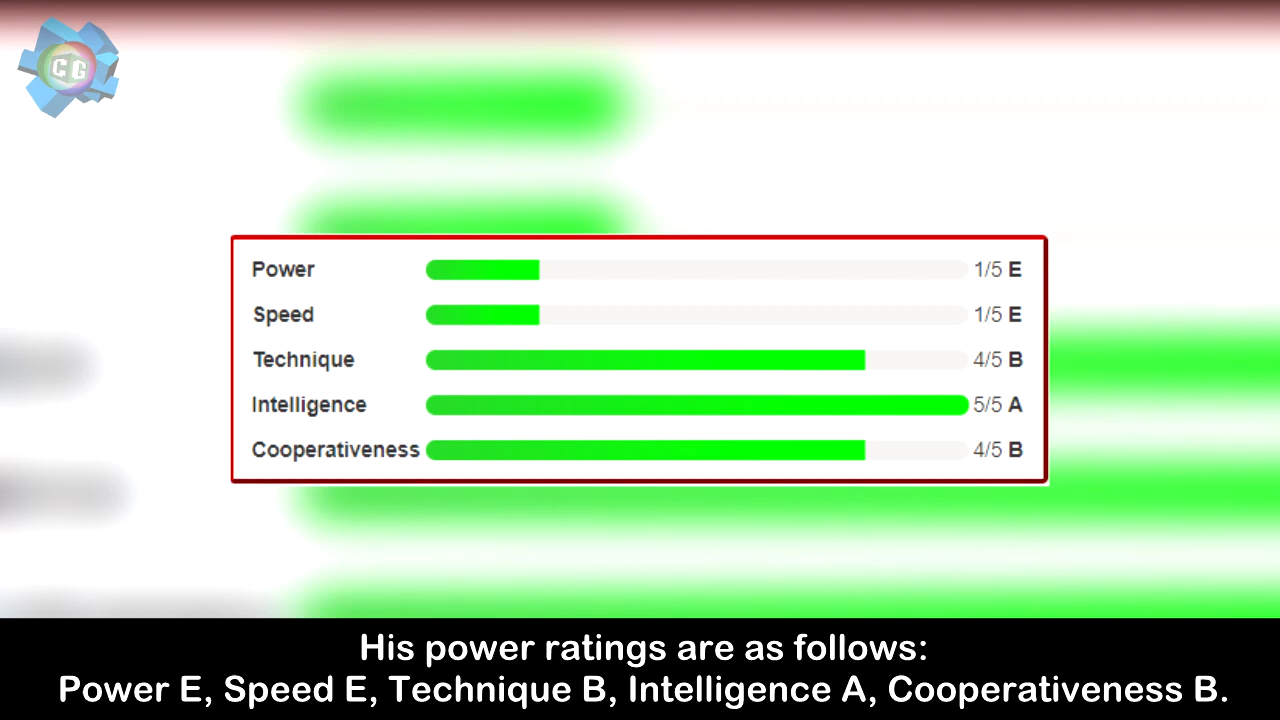 CG
Power 1/5 E
Speed 1/5 E
Technique 4/5 B
Intelligence 5/5 A
Cooperativeness 4/5 B
His power ratings are as follows:
Power E, Speed E, Technique B, Intelligence A, Cooperativeness B.